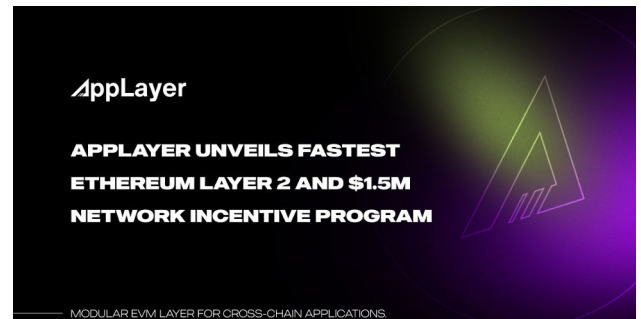 AppLayer
APPLAYER UNVEILS FASTEST
ETHEREUM LAYER 2 AND $1.5M
NETWORK INCENTIVE PROGRAM
MODULAR EVM LAYER FOR CROSS-CHAIN APPLICATIONS.